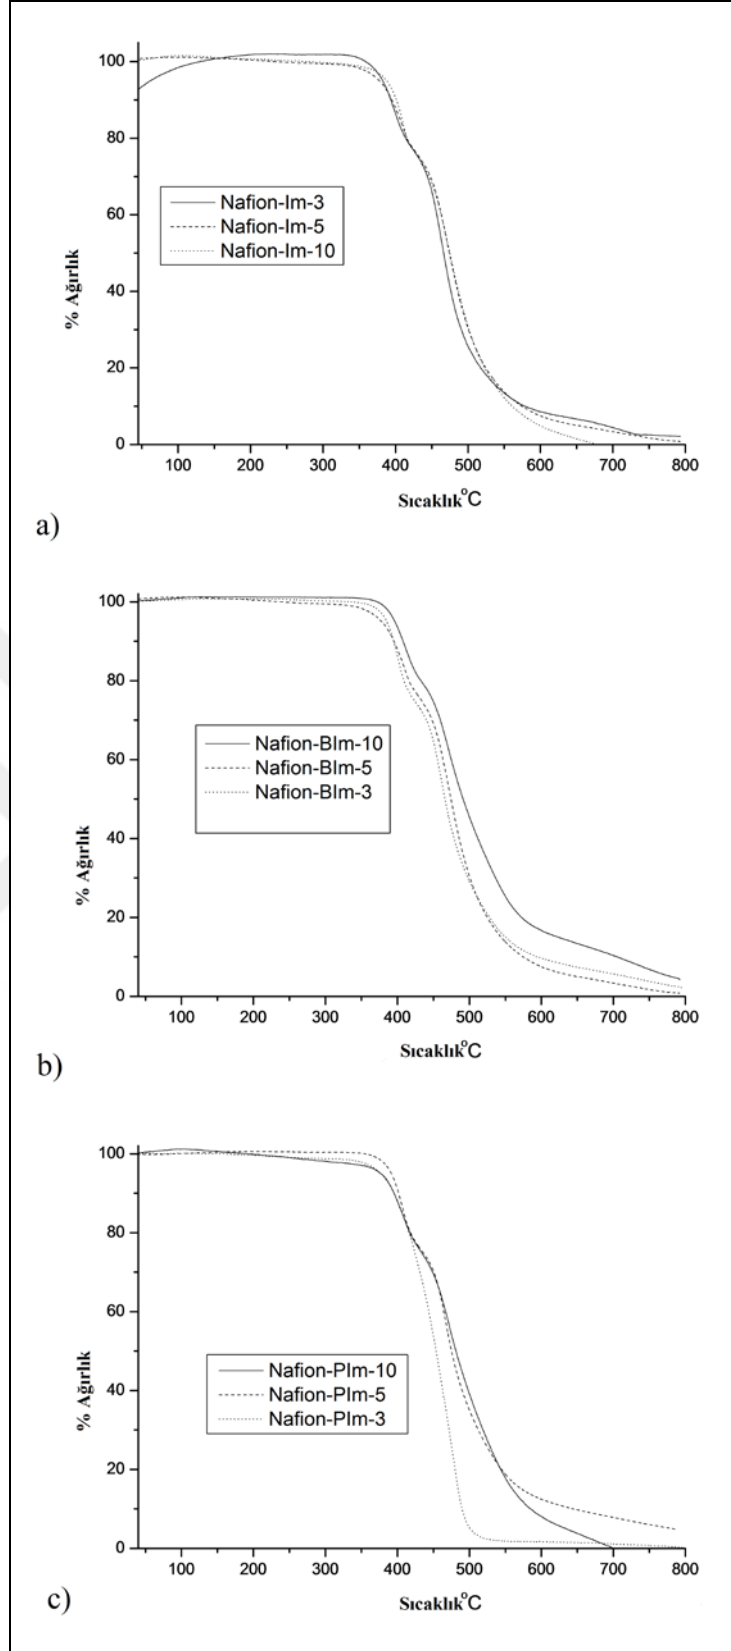 100
80
60
40
20
0
% Ağırlık
Nafion-Im-3
Nafion-Im-5
Nafion-Im-10
100 200 300 400 500 600 700 800
Sıcaklık°C
a)
100
80
60
40
20
0
% Ağırlık
Nafion-BIm-10
Nafion-BIm-5
Nafion-BIm-3
100 200 300 400 500 600 700 800
Sıcaklık°C
b)
100
80
60
40
20
0
% Ağırlık
Nafion-PIm-10
Nafion-PIm-5
Nafion-PIm-3
100 200 300 400 500 600 700 800
Sıcaklık°C
c)